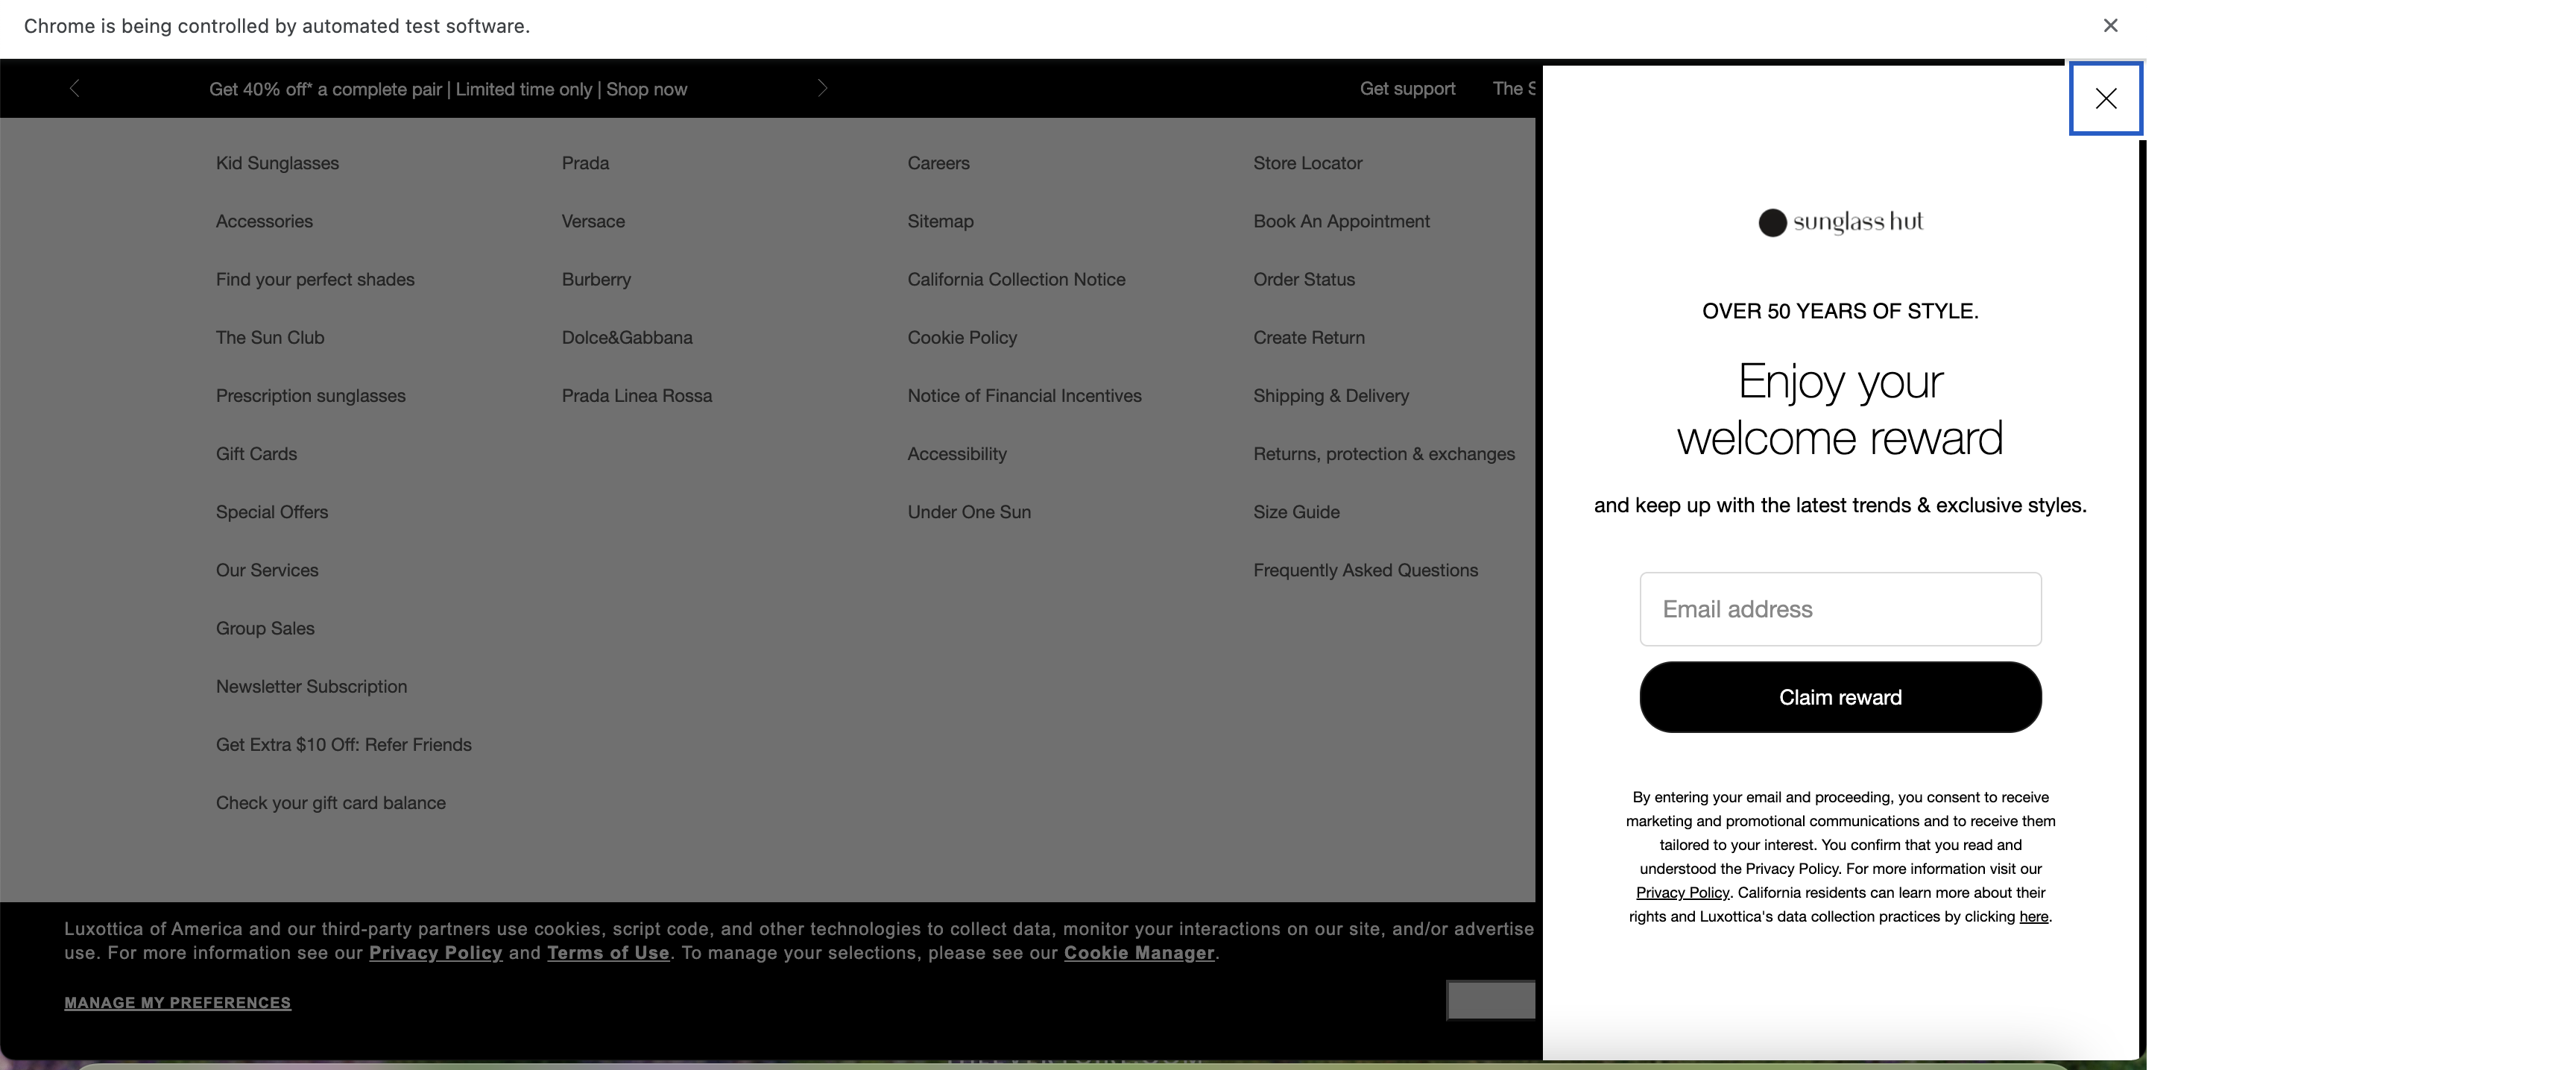 Chrome is being controlled by automated test software.
Get 40% off* a complete pair | Limited time only | Shop now
Get support
The
Kid Sunglasses
Accessories
Find your perfect shades
The Sun Club
Prescription sunglasses
Gift Cards
Special Offers
Our Services
Group Sales
Newsletter Subscription
Get Extra $10 Off: Refer Friends
Check your gift card balance
Prada
Versace
Burberry
Dolce&Gabbana
Prada Linea Rossa
Careers
Sitemap
California Collection Notice
Cookie Policy
Notice of Financial Incentives
Accessibility
Under One Sun
Store Locator
Book An Appointment
Order Status
Create Return
Shipping & Delivery
Returns, protection & exchanges
Size Guide
Frequently Asked Questions
Luxottica of America and our third-party partners use cookies, script code, and other technologies to collect data, monitor your interactions on our site, and/or advertise
use. For more information see our Privacy Policy and Terms of Use. To manage your selections, please see our Cookie Manager.
MANAGE MY PREFERENCES
sunglass hut
OVER 50 YEARS OF STYLE.
Enjoy your
welcome reward
and keep up with the latest trends & exclusive styles.
Email address
Claim reward
By entering your email and proceeding, you consent to receive
marketing and promotional communications and to receive them
tailored to your interest. You confirm that you read and
understood the Privacy Policy. For more information visit our
Privacy Policy. California residents can learn more about their
rights and Luxottica's data collection practices by clicking here.